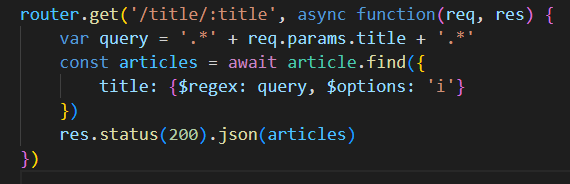 router.get('/title/:title', async function(req, res) {
    var query = '.*' + req.params.title + '.*'
    const articles = await article.find({
        title: {$regex: query, $options: 'i'}
    })
    res.status(200).json(articles)
})